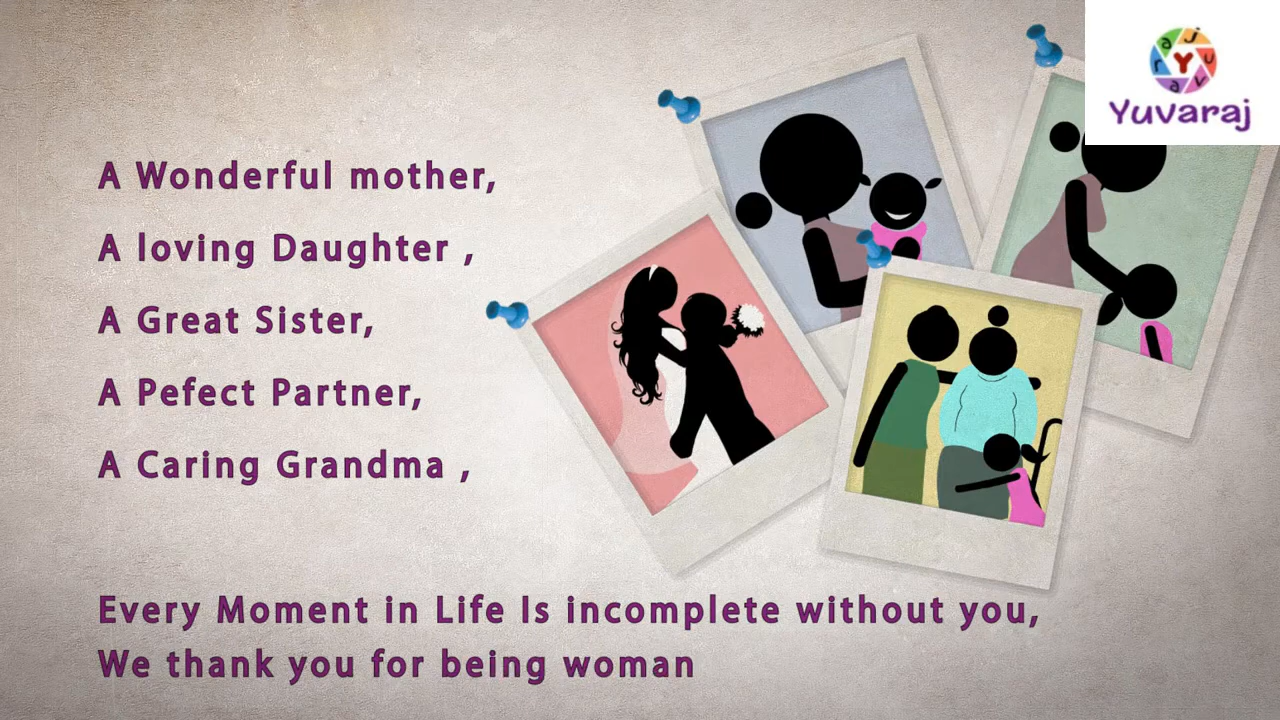 A Wonderful mother,
A loving Daughter ,
A Great Sister,
A Pefect Partner,
A Caring Grandma ,
Every Moment in Life Is incomplete without you,
We thank you for being woman
Y
yuvaraj
Yuvaraj